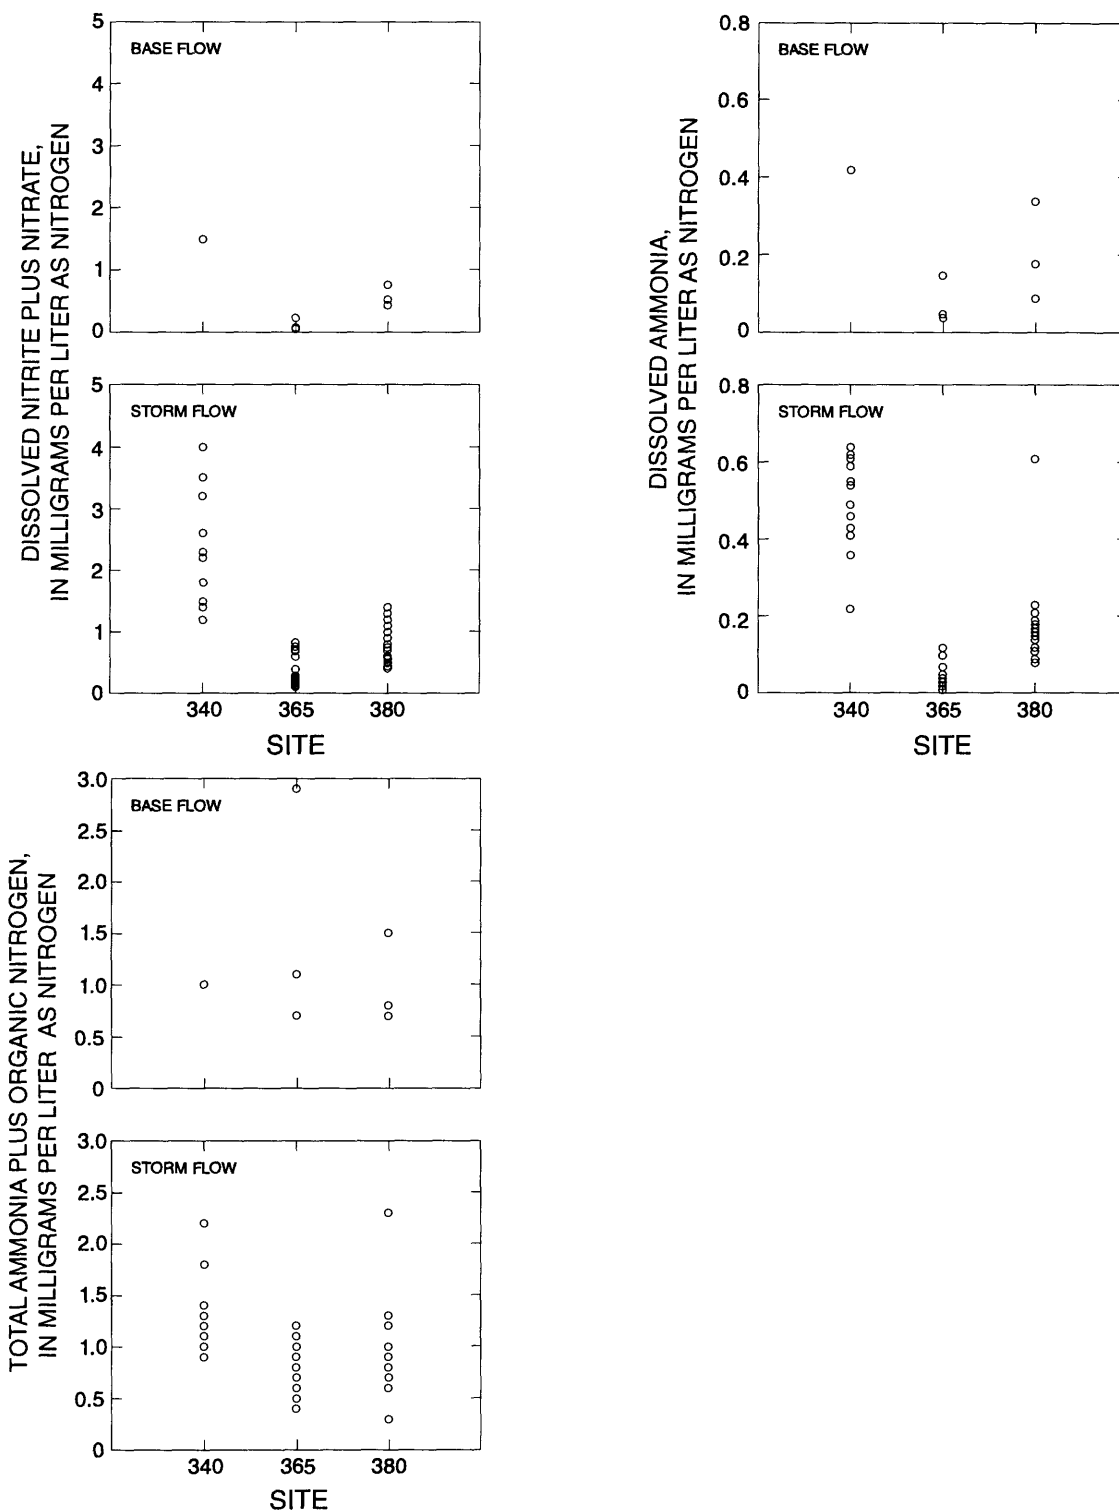 DISSOLVED NITRITE PLUS NITRATE,
IN MILLIGRAMS PER LITER AS NITROGEN
BASE FLOW
5
4
3
2
1
0
STORM FLOW
5
4
3
2
1
0
340 365 380
SITE
DISSOLVED AMMONIA,
IN MILLIGRAMS PER LITER AS NITROGEN
BASE FLOW
0.8
0.6
0.4
0.2
0
STORM FLOW
0.8
0.6
0.4
0.2
0
340 365 380
SITE
TOTAL AMMONIA PLUS ORGANIC NITROGEN,
IN MILLIGRAMS PER LITER AS NITROGEN
BASE FLOW
3.0
2.5
2.0
1.5
1.0
0.5
0
STORM FLOW
3.0
2.5
2.0
1.5
1.0
0.5
0
340 365 380
SITE